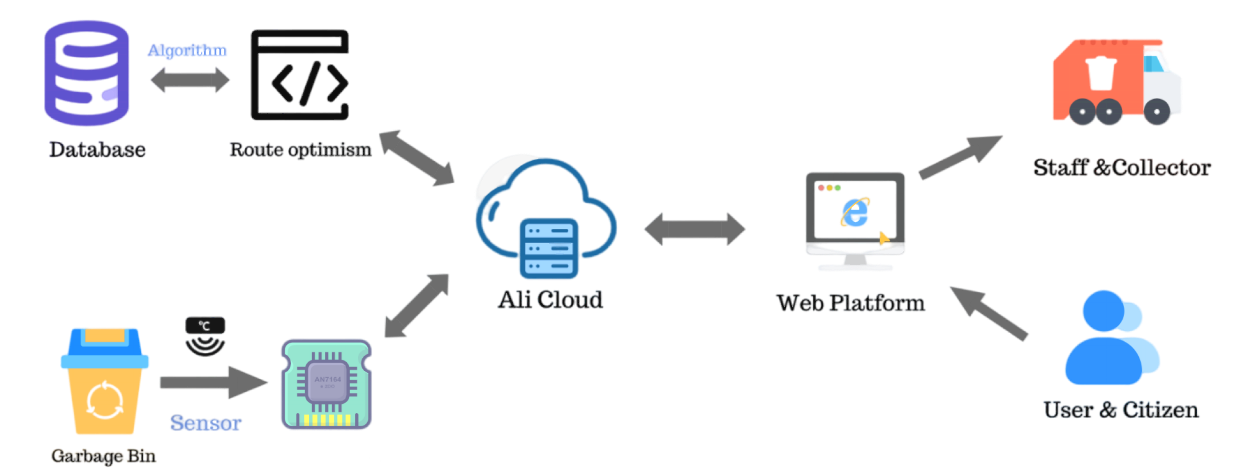 Algorithm
Database
Route optimism
Staff &Collector
Ali Cloud
Web Platform
°C
Sensor
Garbage Bin
User & Citizen